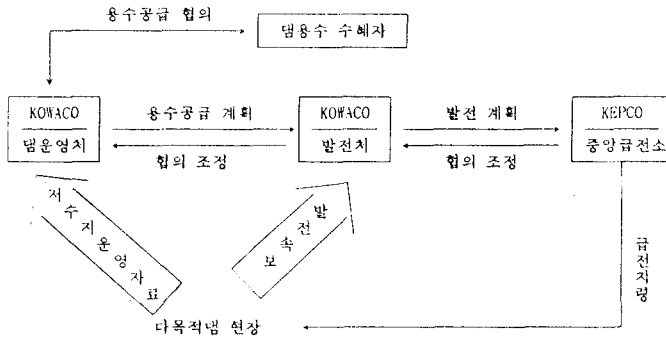 용수공급 협의
댐용수 수혜자
KOWACO
댐운영처
용수공급 계획
협의 조정
KOWACO
발전처
발전 계획
협의 조정
KEPCO
중앙급전소
저수지운영자료
발전속보
급전지령
다목적댐 현장